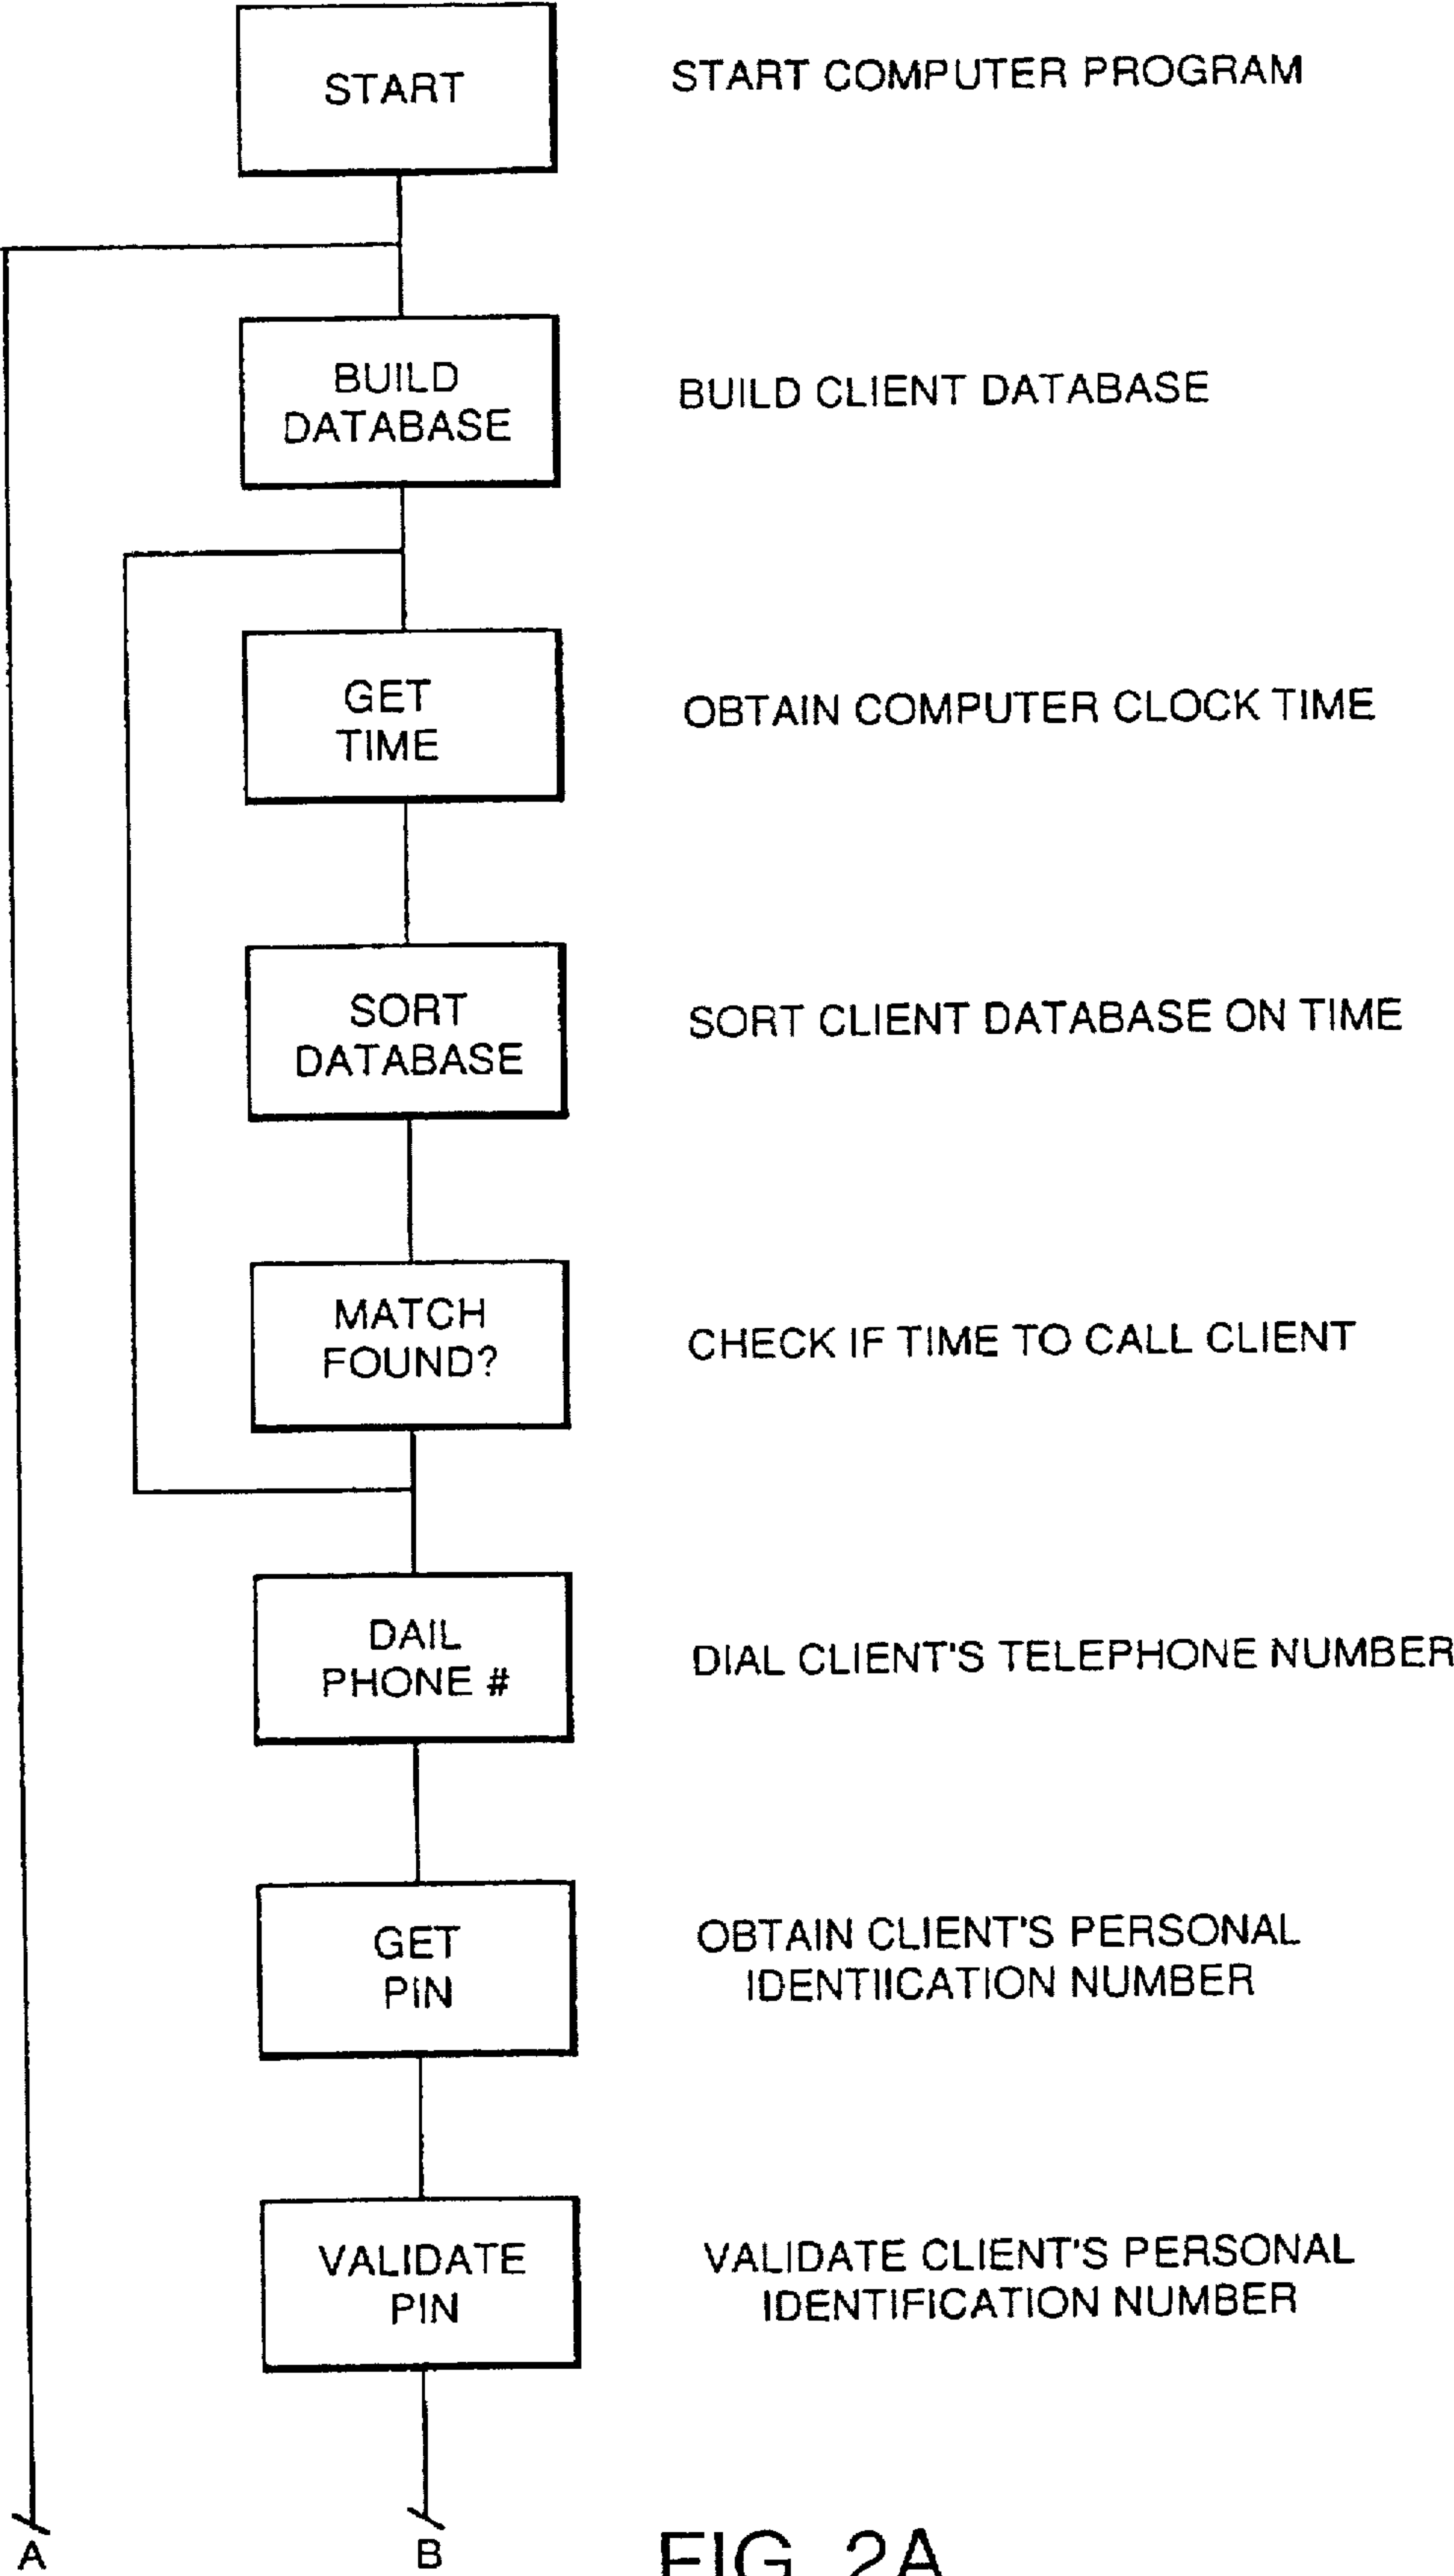 START
START COMPUTER PROGRAM
BUILD
DATABASE
BUILD CLIENT DATABASE
GET
TIME
OBTAIN COMPUTER CLOCK TIME
SORT
DATABASE
SORT CLIENT DATABASE ON TIME
MATCH
FOUND?
CHECK IF TIME TO CALL CLIENT
DAIL
PHONE #
DIAL CLIENT'S TELEPHONE NUMBER
GET
PIN
OBTAIN CLIENT'S PERSONAL
IDENTIICATION NUMBER
VALIDATE
PIN
VALIDATE CLIENT'S PERSONAL
IDENTIFICATION NUMBER
A
B
FIG. 2A